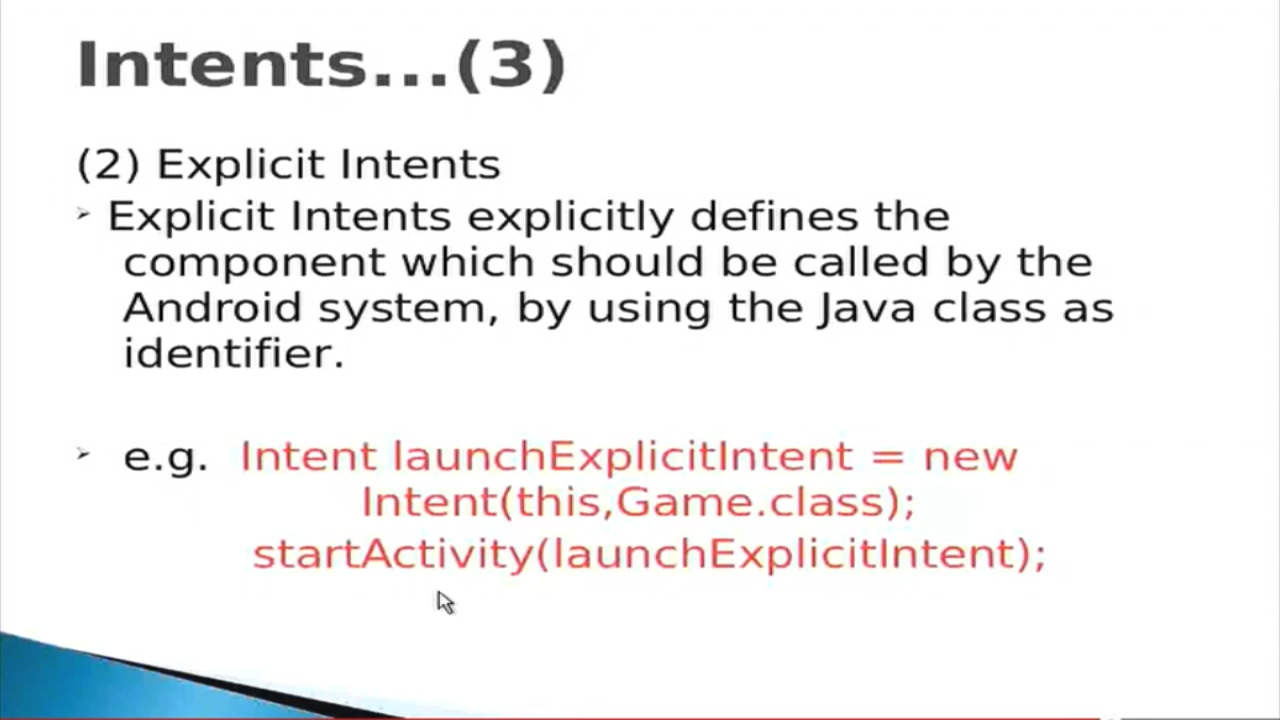 Intents...(3)
(2) Explicit Intents
➢ Explicit Intents explicitly defines the
component which should be called by the
Android system, by using the Java class as
identifier.
➢ e.g. Intent launchExplicitIntent = new
Intent(this,Game.class);
startActivity(launchExplicitIntent);